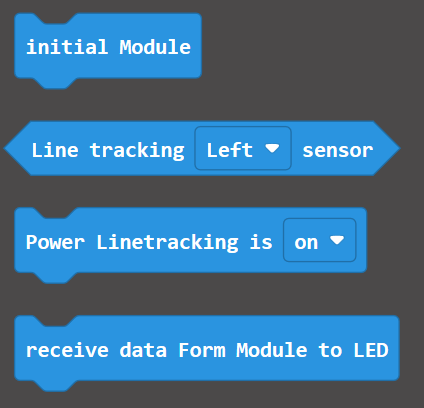 initial Module
Line tracking Left sensor
Power Linetracking is on
receive data Form Module to LED